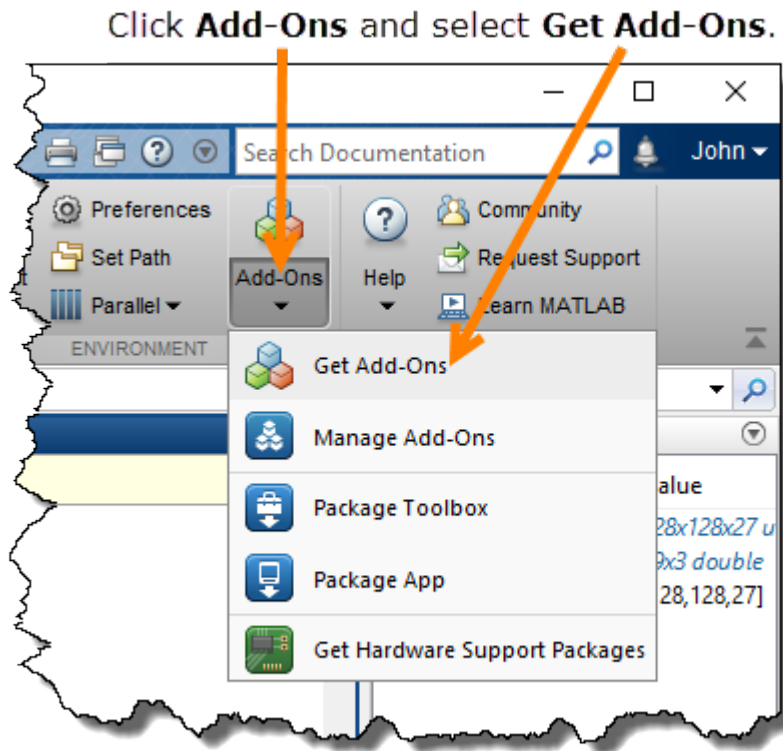 Click Add-Ons and select Get Add-Ons.
Search Documentation
John
Preferences
Community
Set Path
Add-Ons
Help
Request Support
Parallel
Learn MATLAB
ENVIRONMENT
Get Add-Ons
Manage Add-Ons
alue
Package Toolbox
28x128x27 u
9x3 double
Package App
28,128,27]
Get Hardware Support Packages